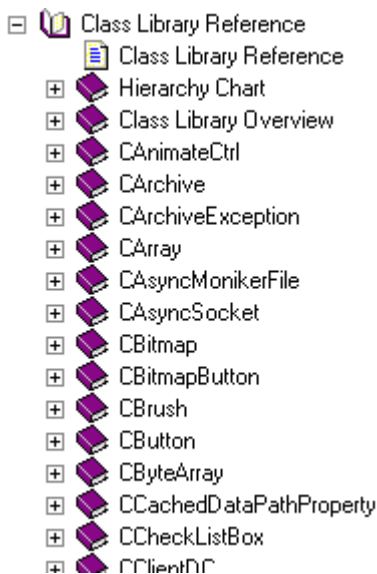 Class Library Reference
Class Library Reference
Hierarchy Chart
Class Library Overview
CAnimateCtrl
CArchive
CArchiveException
CArray
CAsyncMonikerFile
CAsyncSocket
CBitmap
CBitmapButton
CBrush
CButton
CByteArray
CCachedDataPathProperty
CCheckListBox
CClientDC